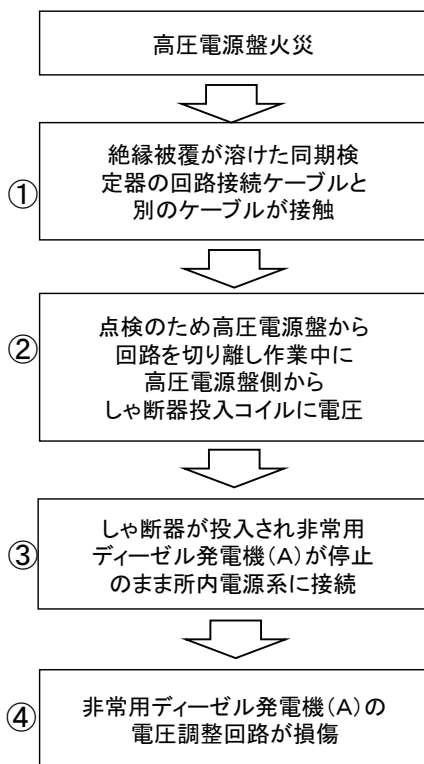 高圧電源盤火災
①
絶縁被覆が溶けた同期検
定器の回路接続ケーブルと
別のケーブルが接触
②
点検のため高圧電源盤から
回路を切り離し作業中に
高圧電源盤側から
しゃ断器投入コイルに電圧
③
しゃ断器が投入され非常用
ディーゼル発電機(A)が停止
のまま所内電源系に接続
④
非常用ディーゼル発電機(A)の
電圧調整回路が損傷